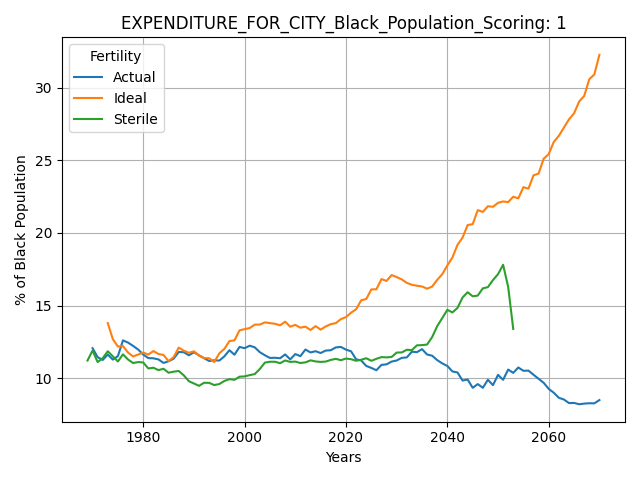 EXPENDITURE_FOR_CITY_Black_Population_Scoring: 1
Fertility
Actual
Ideal
Sterile
% of Black Population
30
25
20
15
10
1980
2000
2020
2040
2060
Years